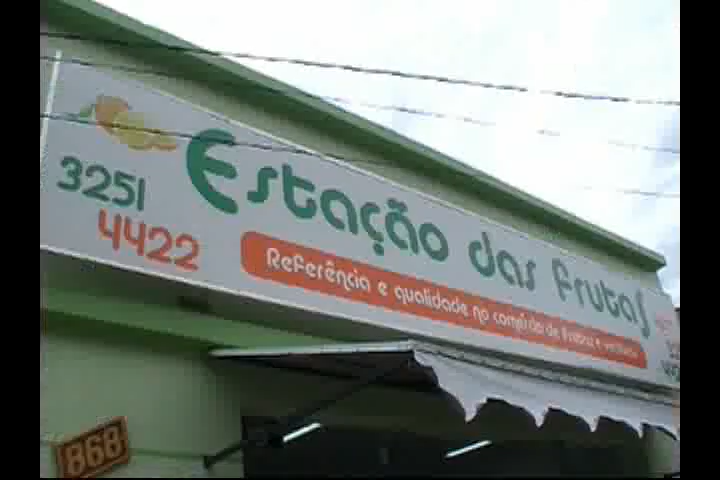 Estação das Frutas
3251
4422
Referência e qualidade no comércio de frutas e verduras
868